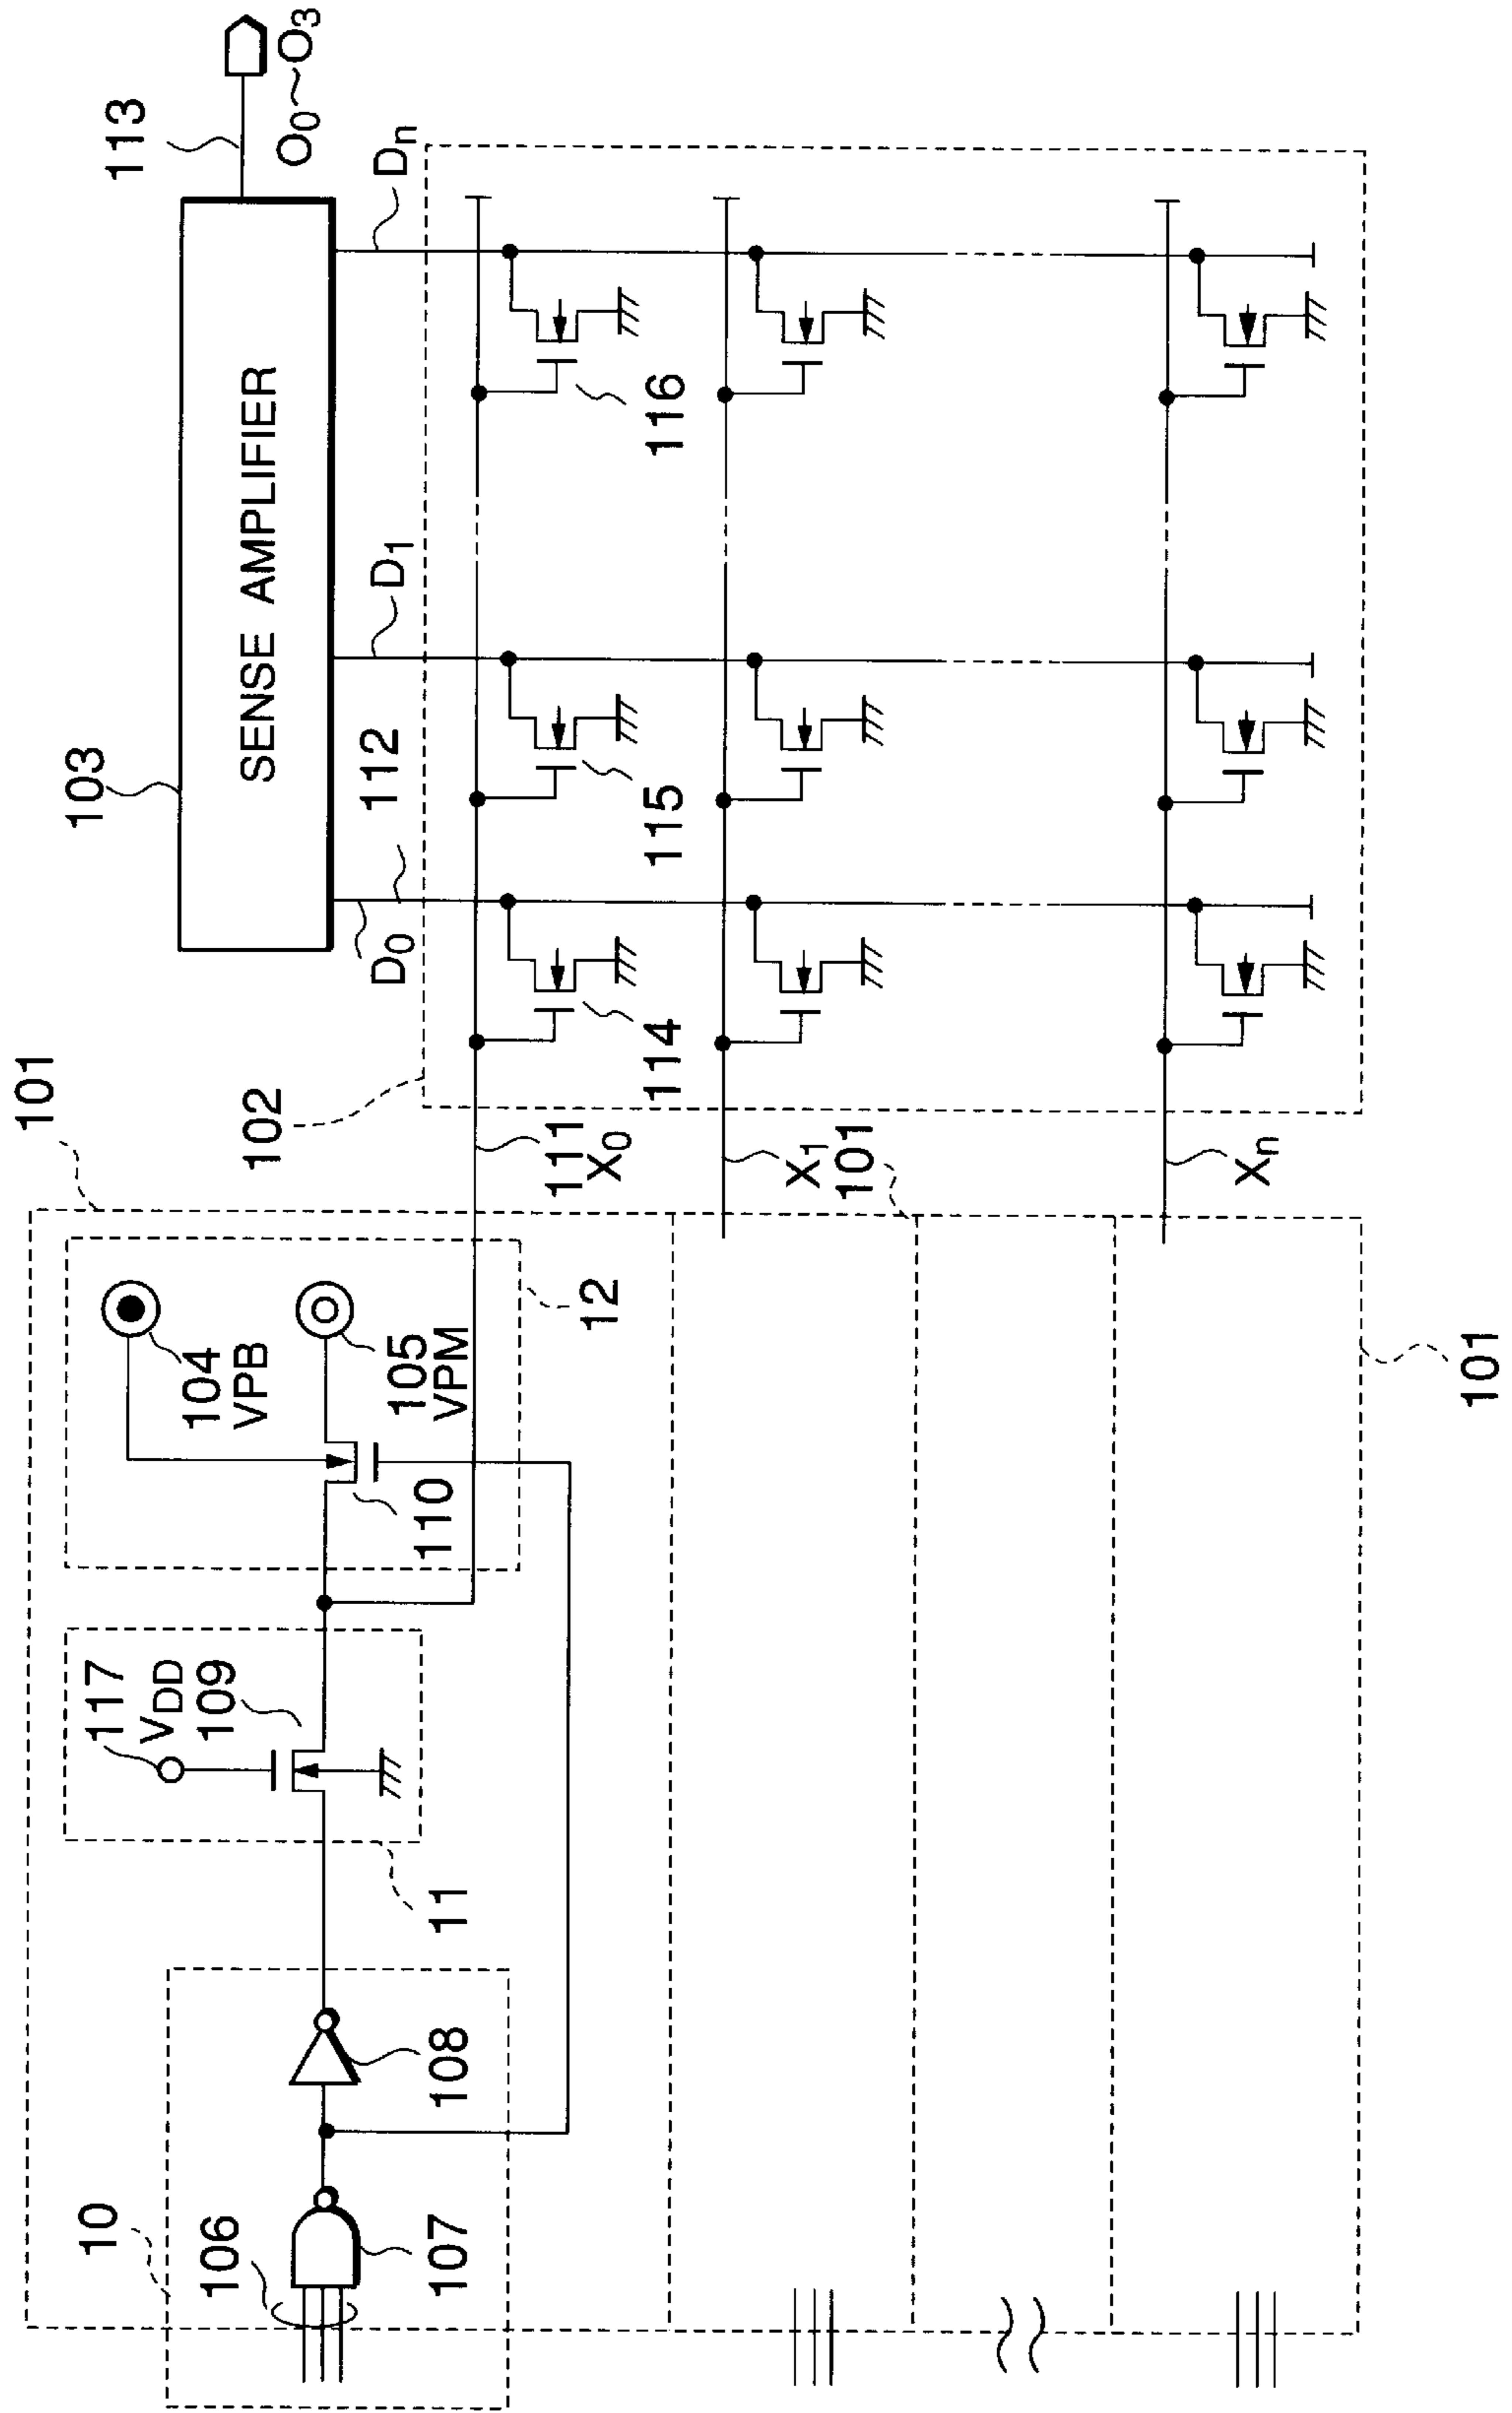 101
10
106
107
108
11
117
VDD
109
110
104
VPB
105
VPM
12
102
111
X0
X1
101
Xn
101
103
SENSE AMPLIFIER
113
O0~O3
D0
112
D1
Dn
114
115
116